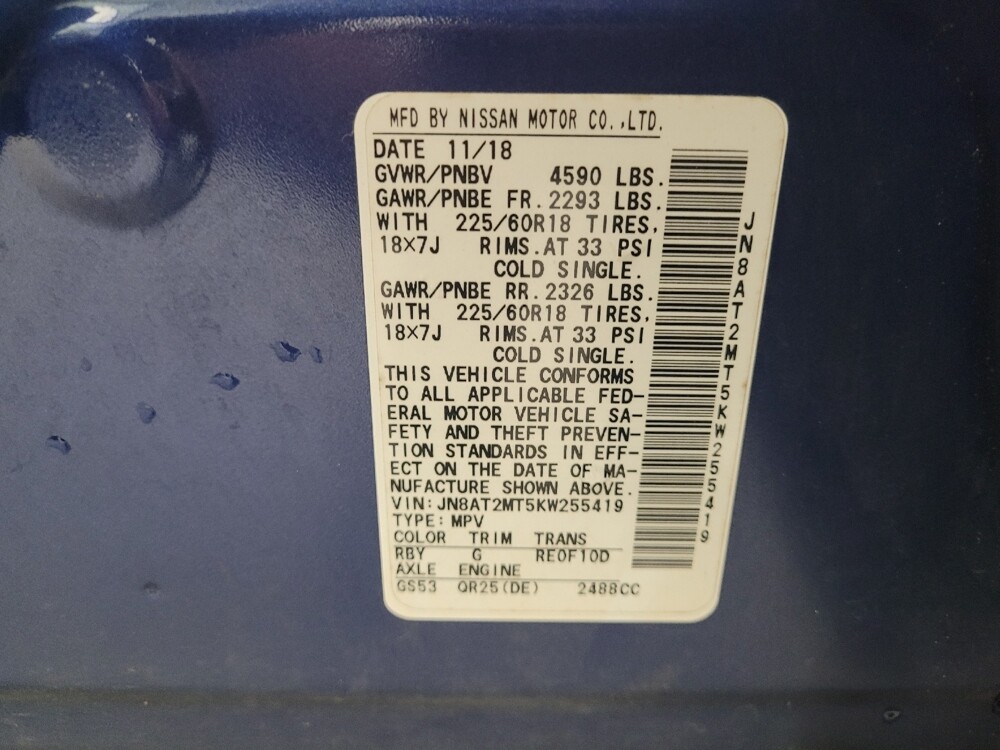 MFD BY NISSAN MOTOR CO.,LTD.
DATE 11/18
GVWR/PNBV 4590 LBS.
GAWR/PNBE FR.2293 LBS.
WITH 225/60R18 TIRES,
18×7J RIMS.AT 33 PSI
COLD SINGLE.
GAWR/PNBE RR.2326 LBS.
WITH 225/60R18 TIRES,
18×7J RIMS.AT 33 PSI
COLD SINGLE.
THIS VEHICLE CONFORMS
TO ALL APPLICABLE FED-
ERAL MOTOR VEHICLE SA-
FETY AND THEFT PREVEN-
TION STANDARDS IN EFF-
ECT ON THE DATE OF MA-
NUFACTURE SHOWN ABOVE.
VIN:JN8AT2MT5KW255419
TYPE:MPV
COLOR TRIM TRANS
RBY G RE0F10D
AXLE ENGINE
GS53 QR25(DE) 2488CC
JN8AT2MT5KW255419